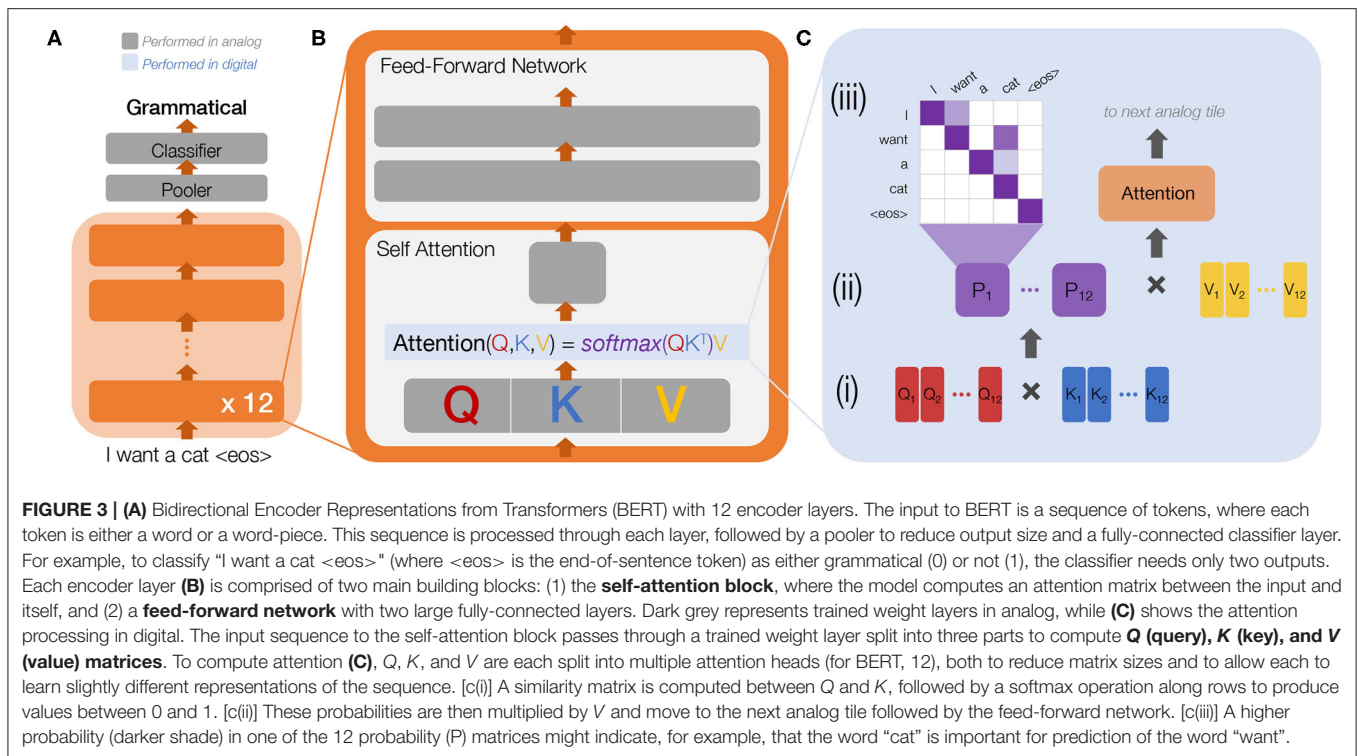 A
Performed in analog
Performed in digital
Grammatical
Classifier
Pooler
x 12
I want a cat <eos>
B
Feed-Forward Network
Self Attention
Attention(Q,K,V) = softmax(QKᵀ)V
Q K V
C
(iii)
I want a cat <eos>
I
want
a
cat
<eos>
to next analog tile
Attention
(ii)
P₁ ... P₁₂ × V₁ V₂ ... V₁₂
(i)
Q₁ Q₂ ... Q₁₂ × K₁ K₂ ... K₁₂
FIGURE 3 | (A) Bidirectional Encoder Representations from Transformers (BERT) with 12 encoder layers. The input to BERT is a sequence of tokens, where each
token is either a word or a word-piece. This sequence is processed through each layer, followed by a pooler to reduce output size and a fully-connected classifier layer.
For example, to classify “I want a cat <eos>" (where <eos> is the end-of-sentence token) as either grammatical (0) or not (1), the classifier needs only two outputs.
Each encoder layer (B) is comprised of two main building blocks: (1) the self-attention block, where the model computes an attention matrix between the input and
itself, and (2) a feed-forward network with two large fully-connected layers. Dark grey represents trained weight layers in analog, while (C) shows the attention
processing in digital. The input sequence to the self-attention block passes through a trained weight layer split into three parts to compute Q (query), K (key), and V
(value) matrices. To compute attention (C), Q, K, and V are each split into multiple attention heads (for BERT, 12), both to reduce matrix sizes and to allow each to
learn slightly different representations of the sequence. [c(i)] A similarity matrix is computed between Q and K, followed by a softmax operation along rows to produce
values between 0 and 1. [c(ii)] These probabilities are then multiplied by V and move to the next analog tile followed by the feed-forward network. [c(iii)] A higher
probability (darker shade) in one of the 12 probability (P) matrices might indicate, for example, that the word “cat” is important for prediction of the word “want”.